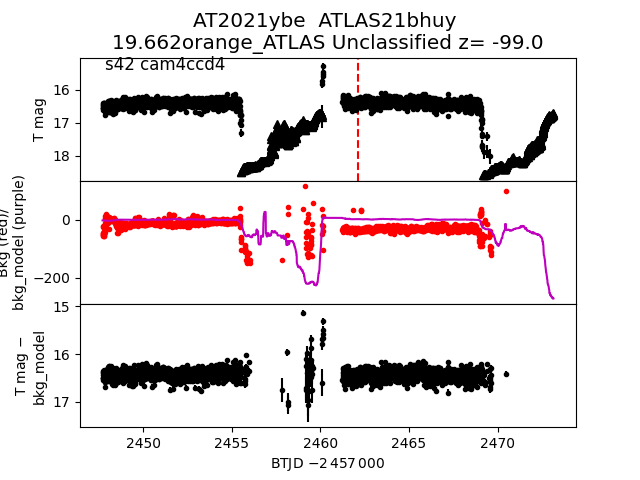 AT2021ybe  ATLAS21bhuy
19.662orange_ATLAS Unclassified z= -99.0
s42 cam4ccd4
T mag
16
17
18
Bkg (red)/
bkg_model (purple)
0
−200
T mag −
bkg_model
15
16
17
2450 2455 2460 2465 2470
BTJD −2 457 000